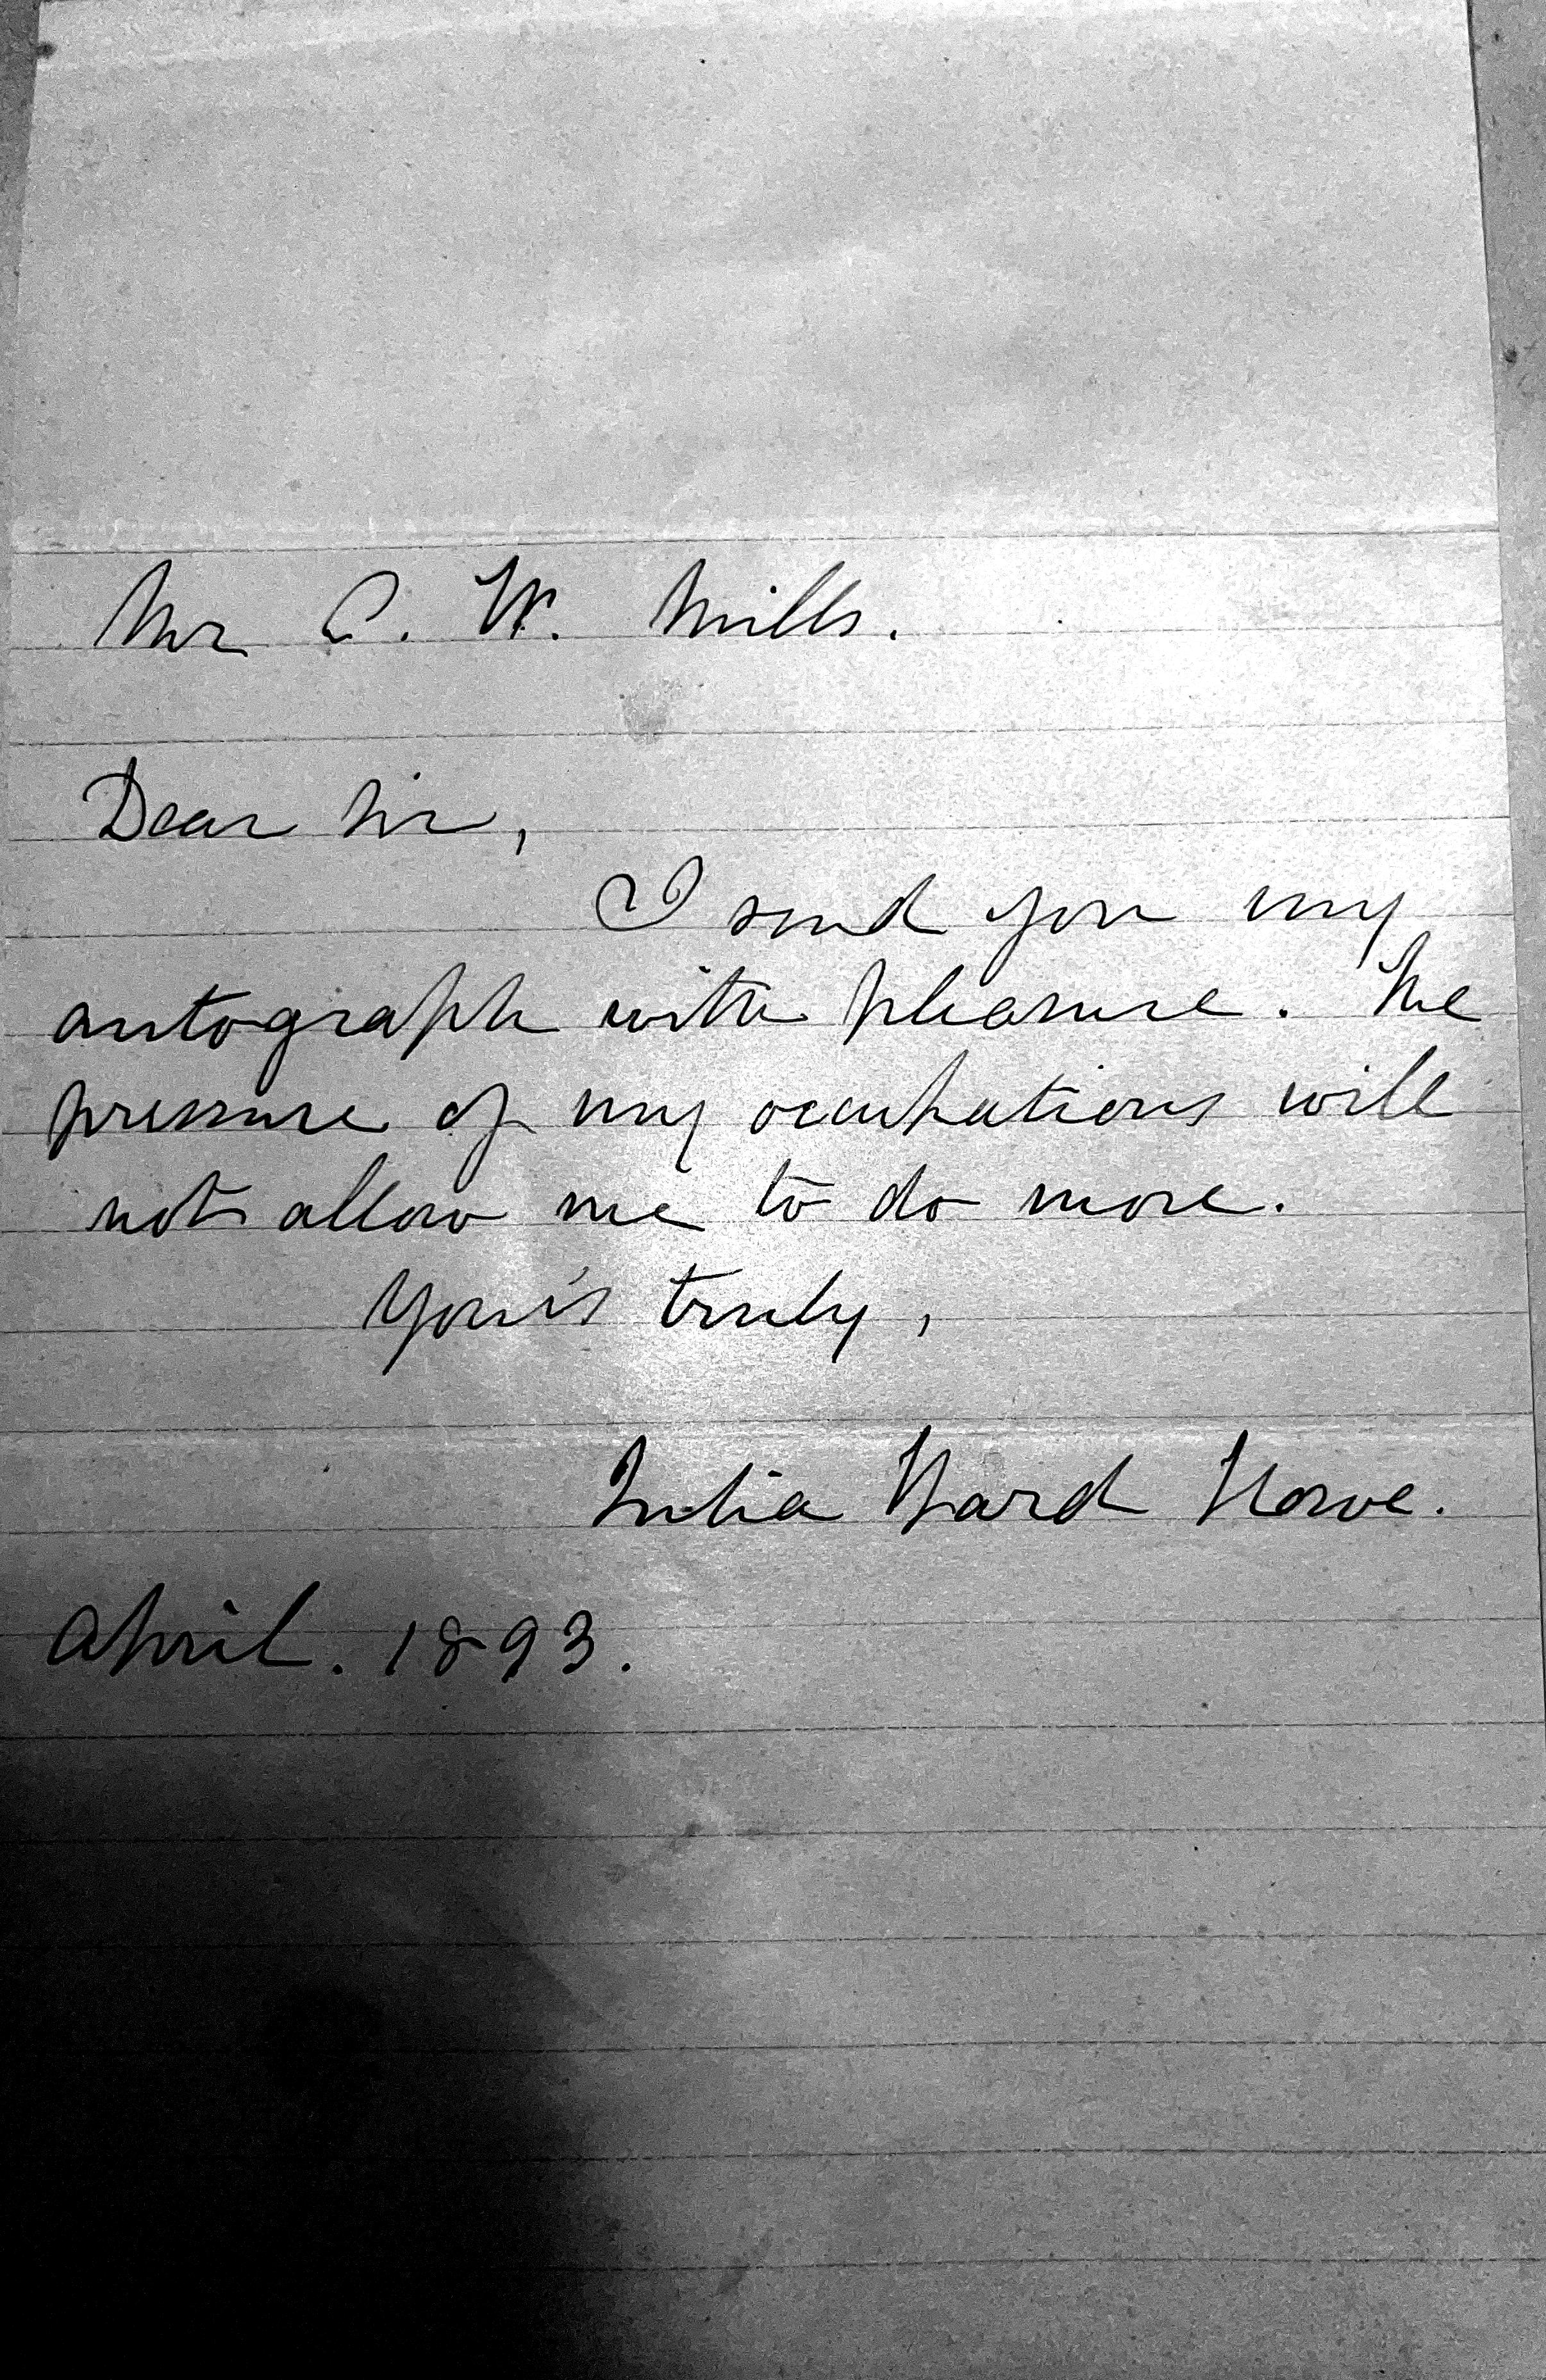 Mr C. W. Mills.
Dear Sir,
I send you my
autograph with pleasure. The
pressure of my occupations will
not allow me to do more.
Your's truly,
Julia Ward Howe.
April. 1893.